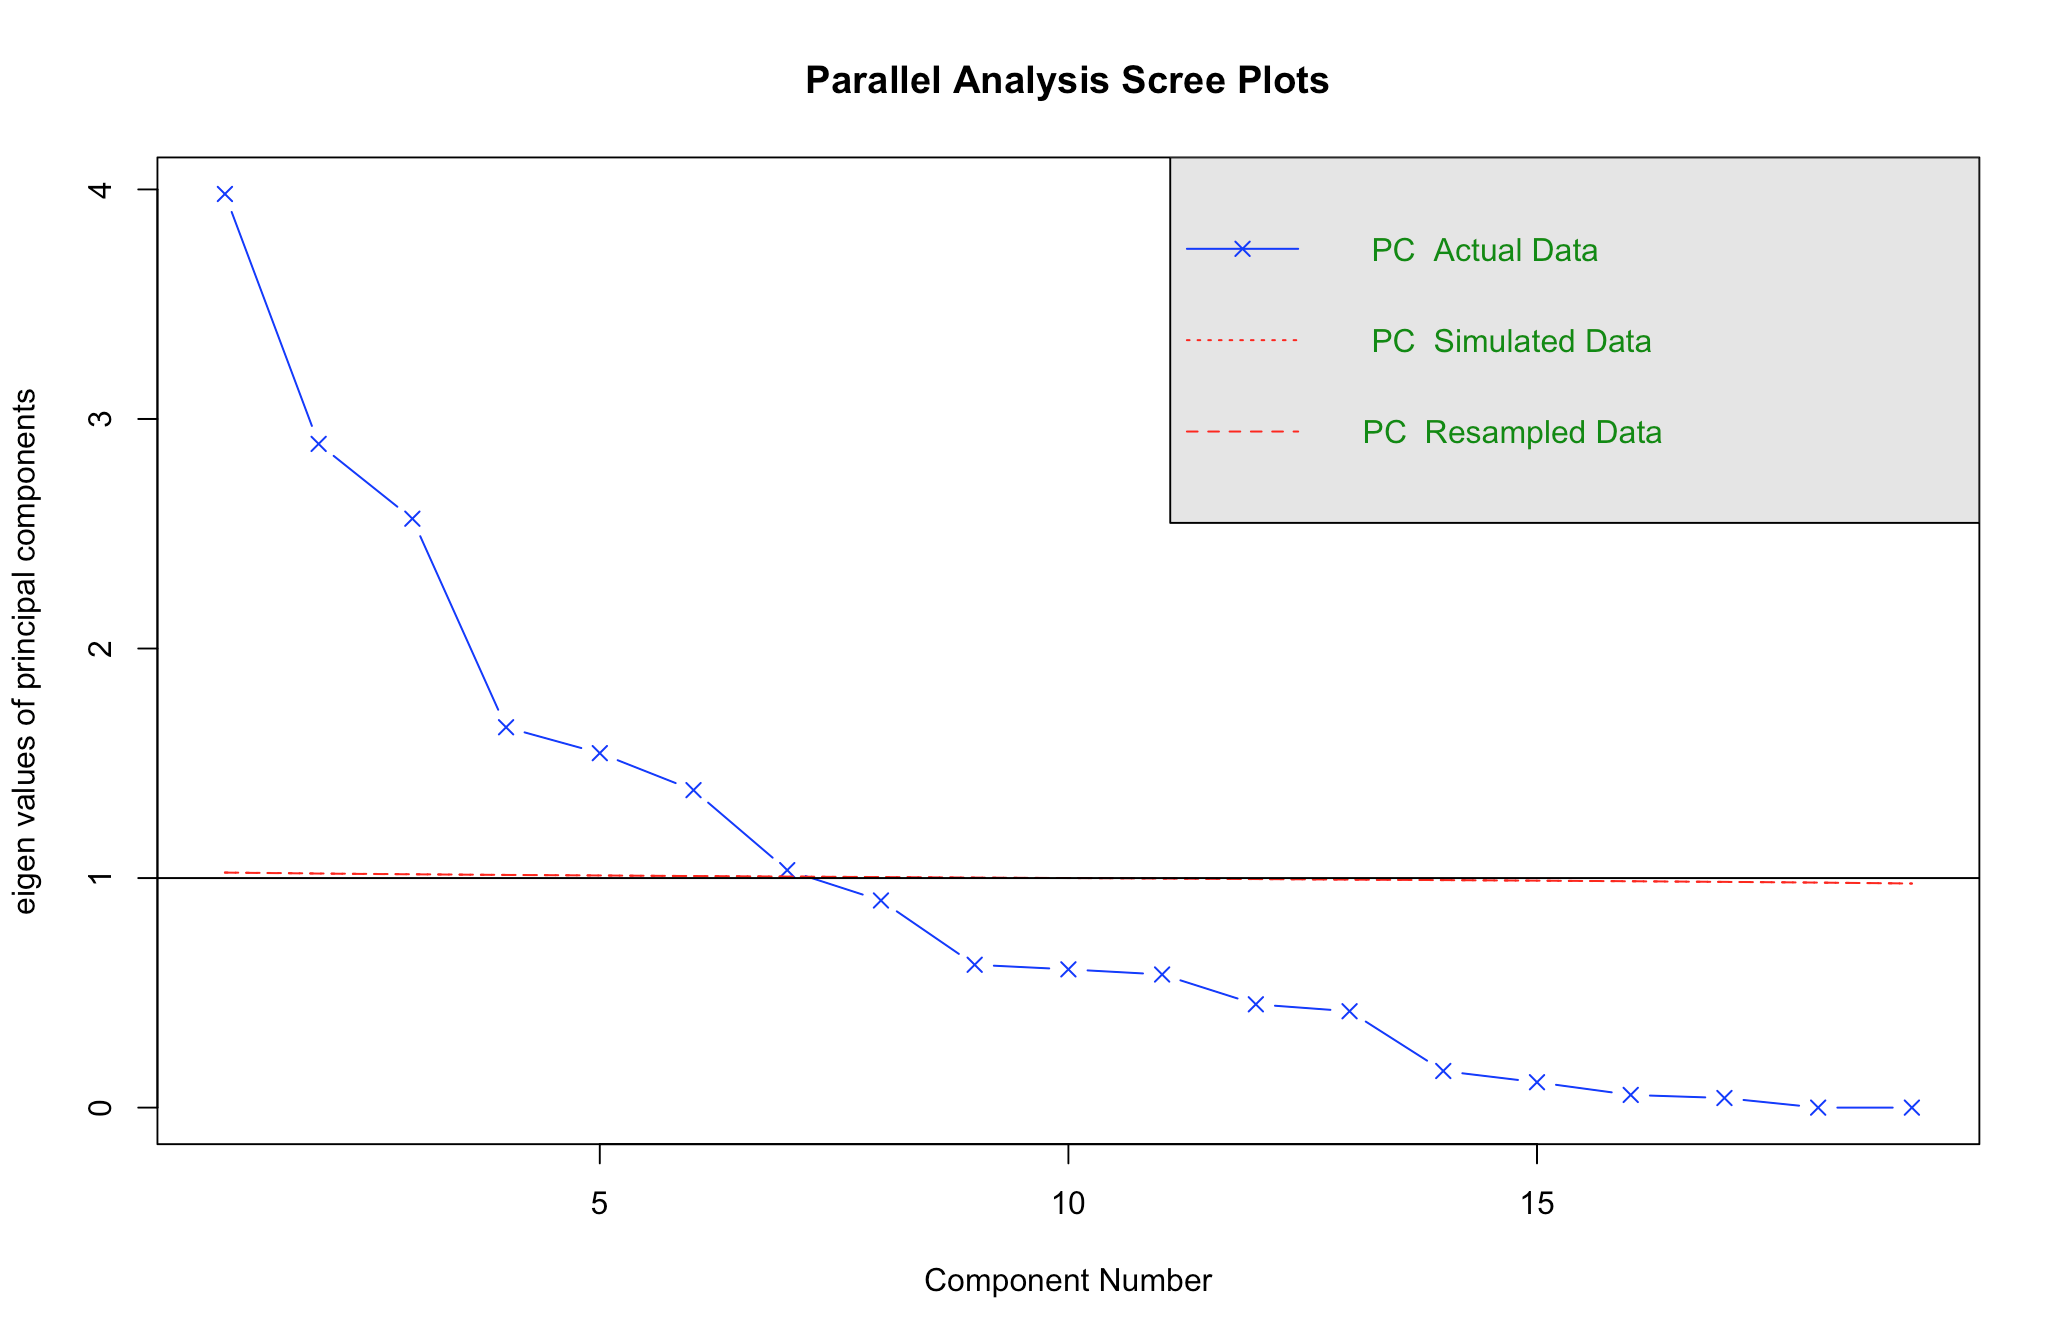 Parallel Analysis Scree Plots
eigen values of principal components
4
3
2
1
0
PC  Actual Data
PC  Simulated Data
PC  Resampled Data
5
10
15
Component Number